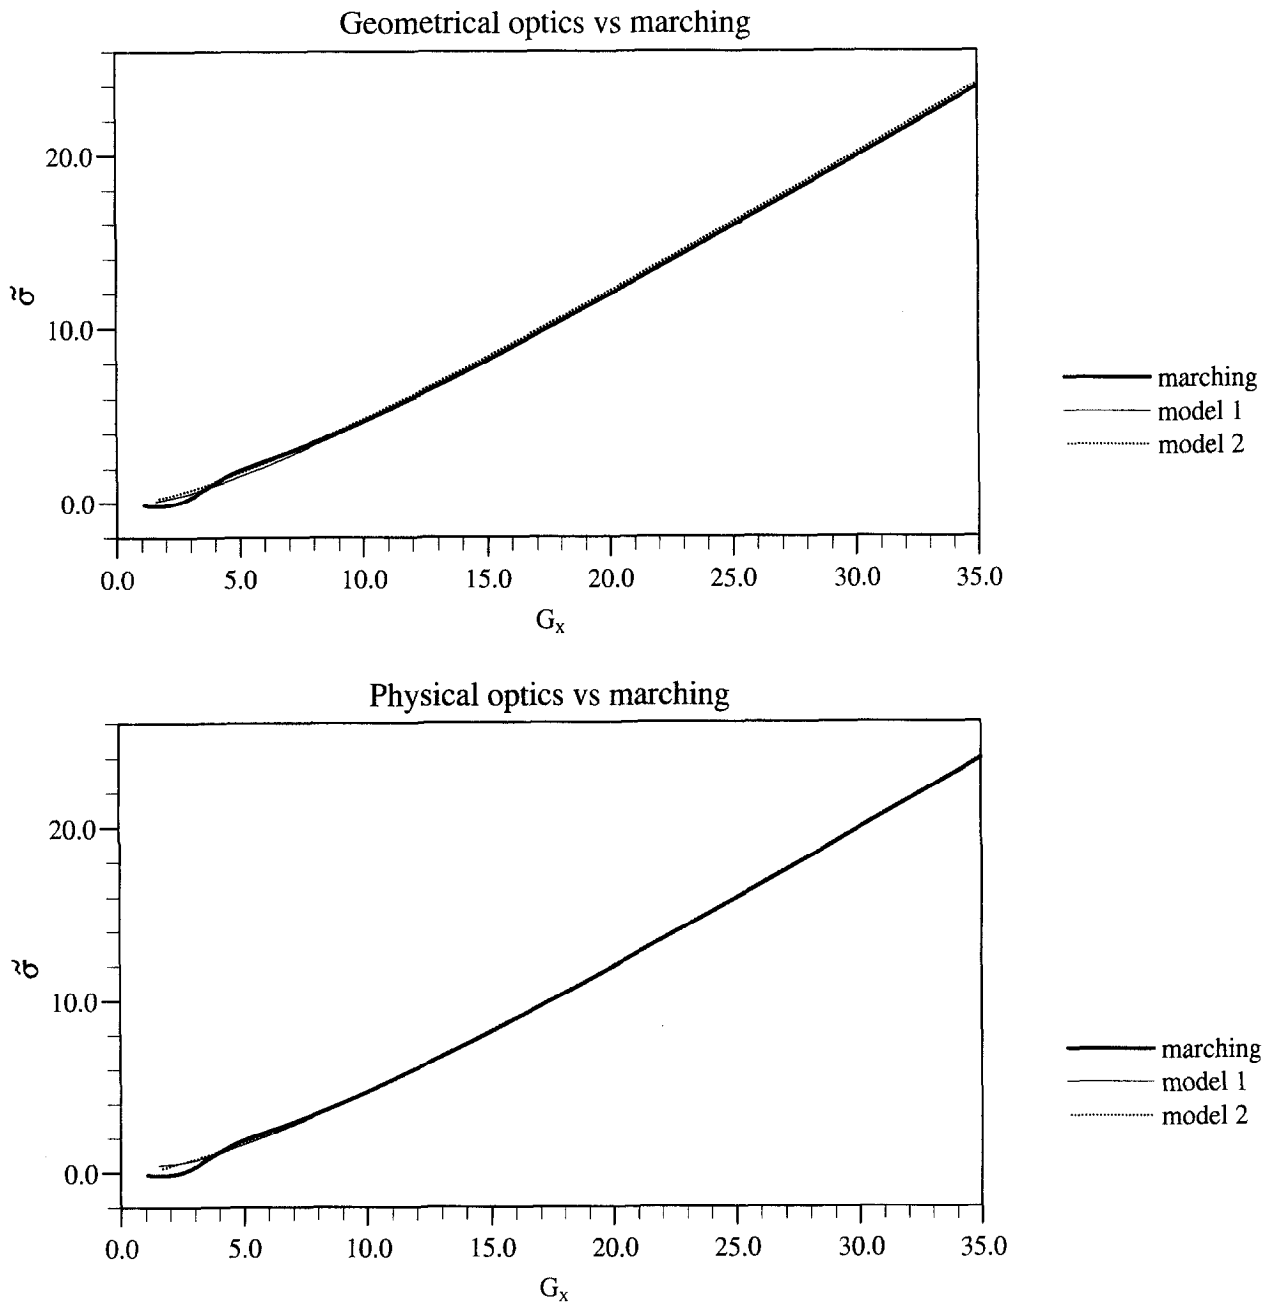 Geometrical optics vs marching
20.0
10.0
0.0
σ̃
0.0 5.0 10.0 15.0 20.0 25.0 30.0 35.0
Gx
marching
model 1
model 2
Physical optics vs marching
20.0
10.0
0.0
σ̃
0.0 5.0 10.0 15.0 20.0 25.0 30.0 35.0
Gx
marching
model 1
model 2